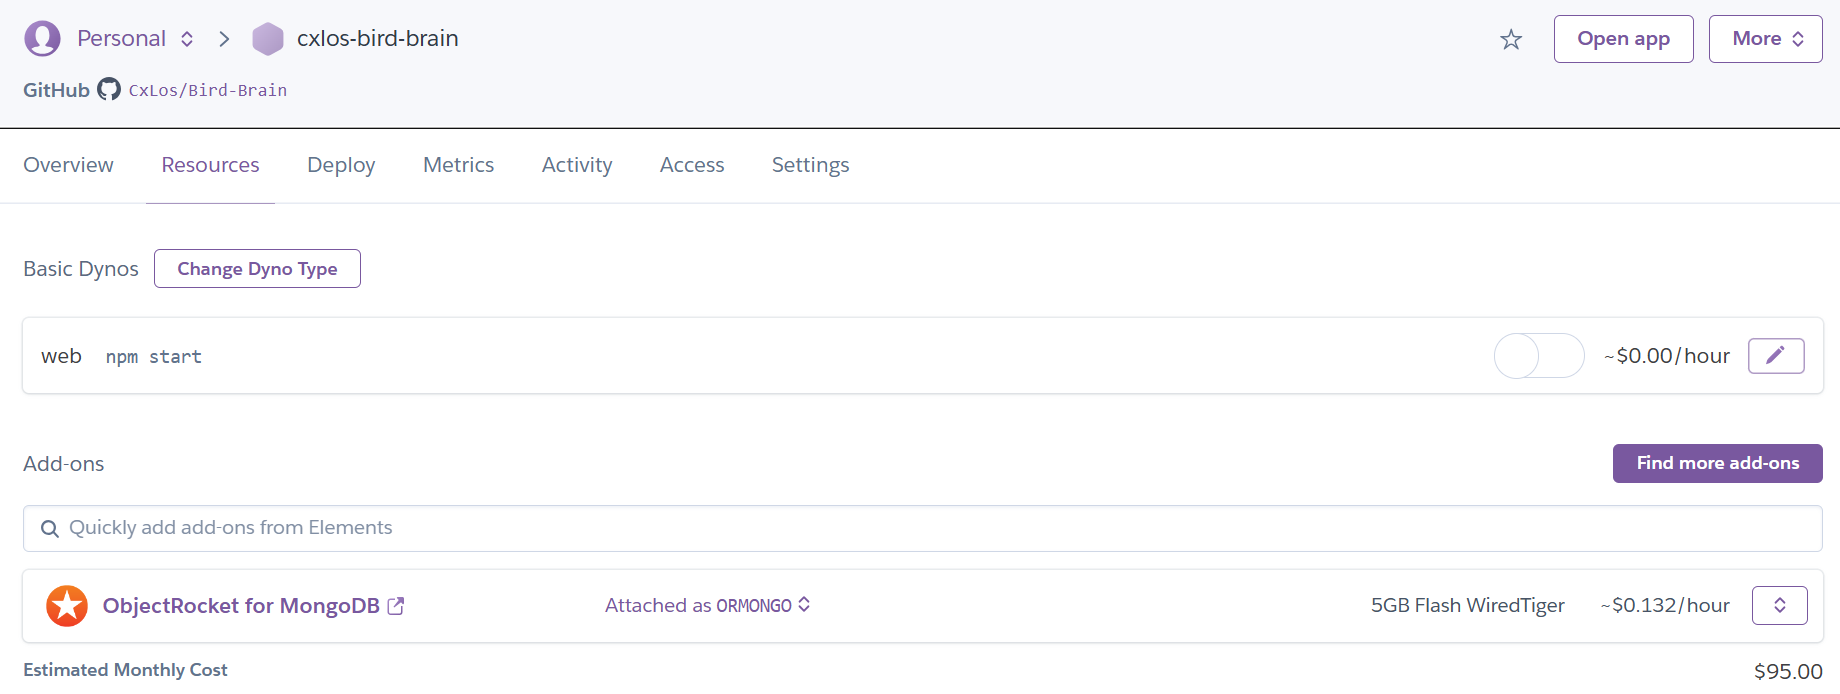 Personal cxlos-bird-brain Open app More
GitHub CxLos/Bird-Brain
Overview Resources Deploy Metrics Activity Access Settings
Basic Dynos Change Dyno Type
web npm start ~$0.00/hour
Add-ons Find more add-ons
Quickly add add-ons from Elements
ObjectRocket for MongoDB Attached as ORMONGO 5GB Flash WiredTiger ~$0.132/hour
Estimated Monthly Cost $95.00